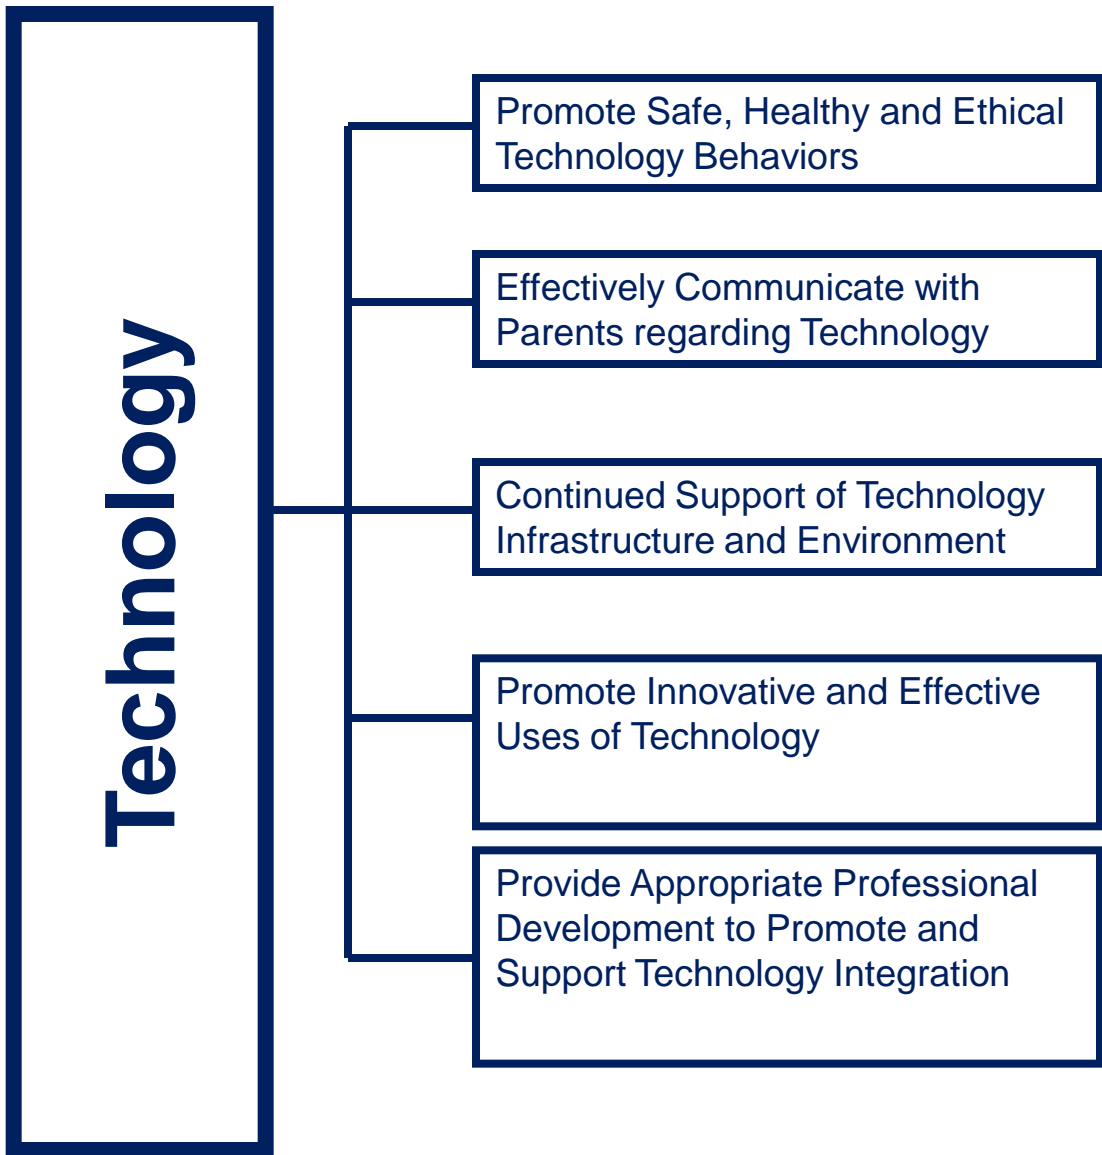 Technology
Promote Safe, Healthy and Ethical
Technology Behaviors
Effectively Communicate with
Parents regarding Technology
Continued Support of Technology
Infrastructure and Environment
Promote Innovative and Effective
Uses of Technology
Provide Appropriate Professional
Development to Promote and
Support Technology Integration